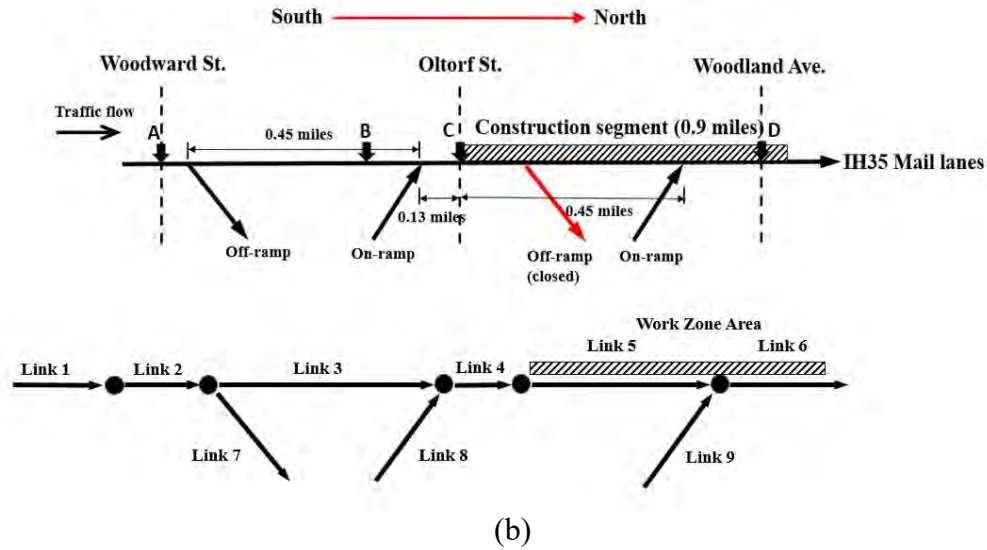 South North
Woodward St. Oltorf St. Woodland Ave.
Traffic flow
A 0.45 miles B C Construction segment (0.9 miles) D
IH35 Mail lanes
0.13 miles 0.45 miles
Off-ramp On-ramp Off-ramp On-ramp
(closed)
Work Zone Area
Link 1 Link 2 Link 3 Link 4 Link 5 Link 6
Link 7 Link 8 Link 9
(b)